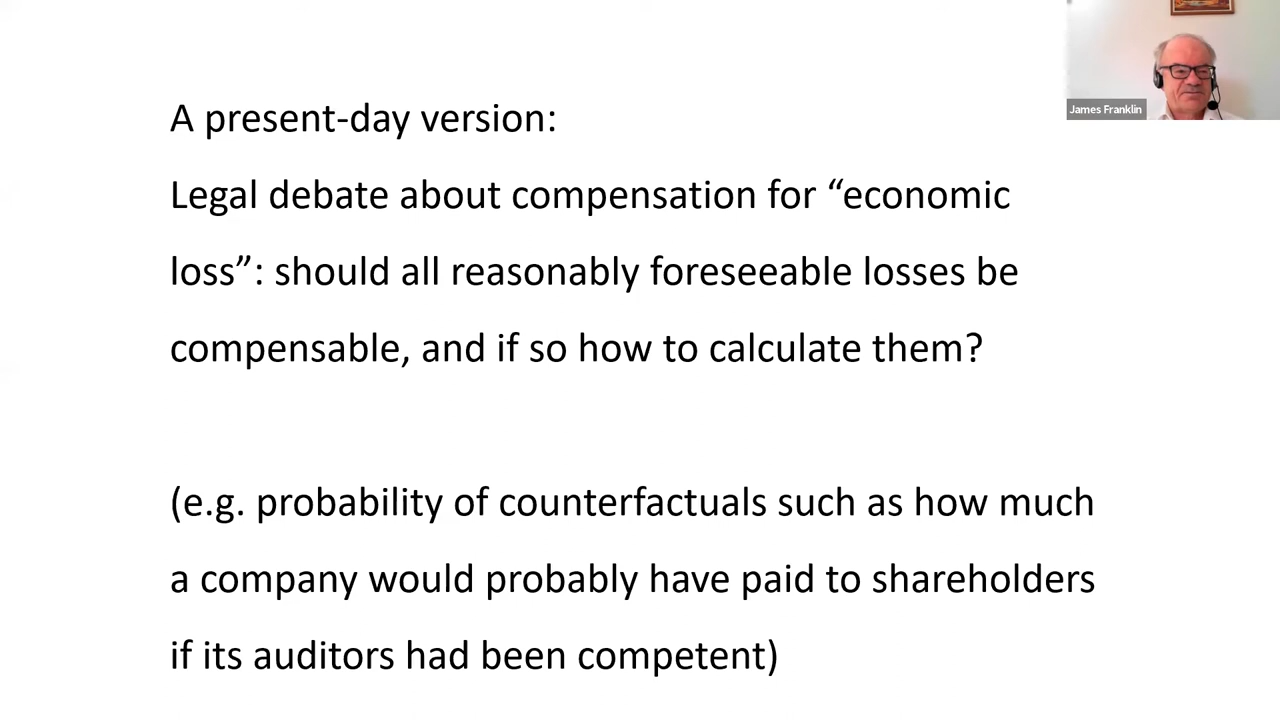 James Franklin
A present-day version:
Legal debate about compensation for “economic
loss”: should all reasonably foreseeable losses be
compensable, and if so how to calculate them?
(e.g. probability of counterfactuals such as how much
a company would probably have paid to shareholders
if its auditors had been competent)